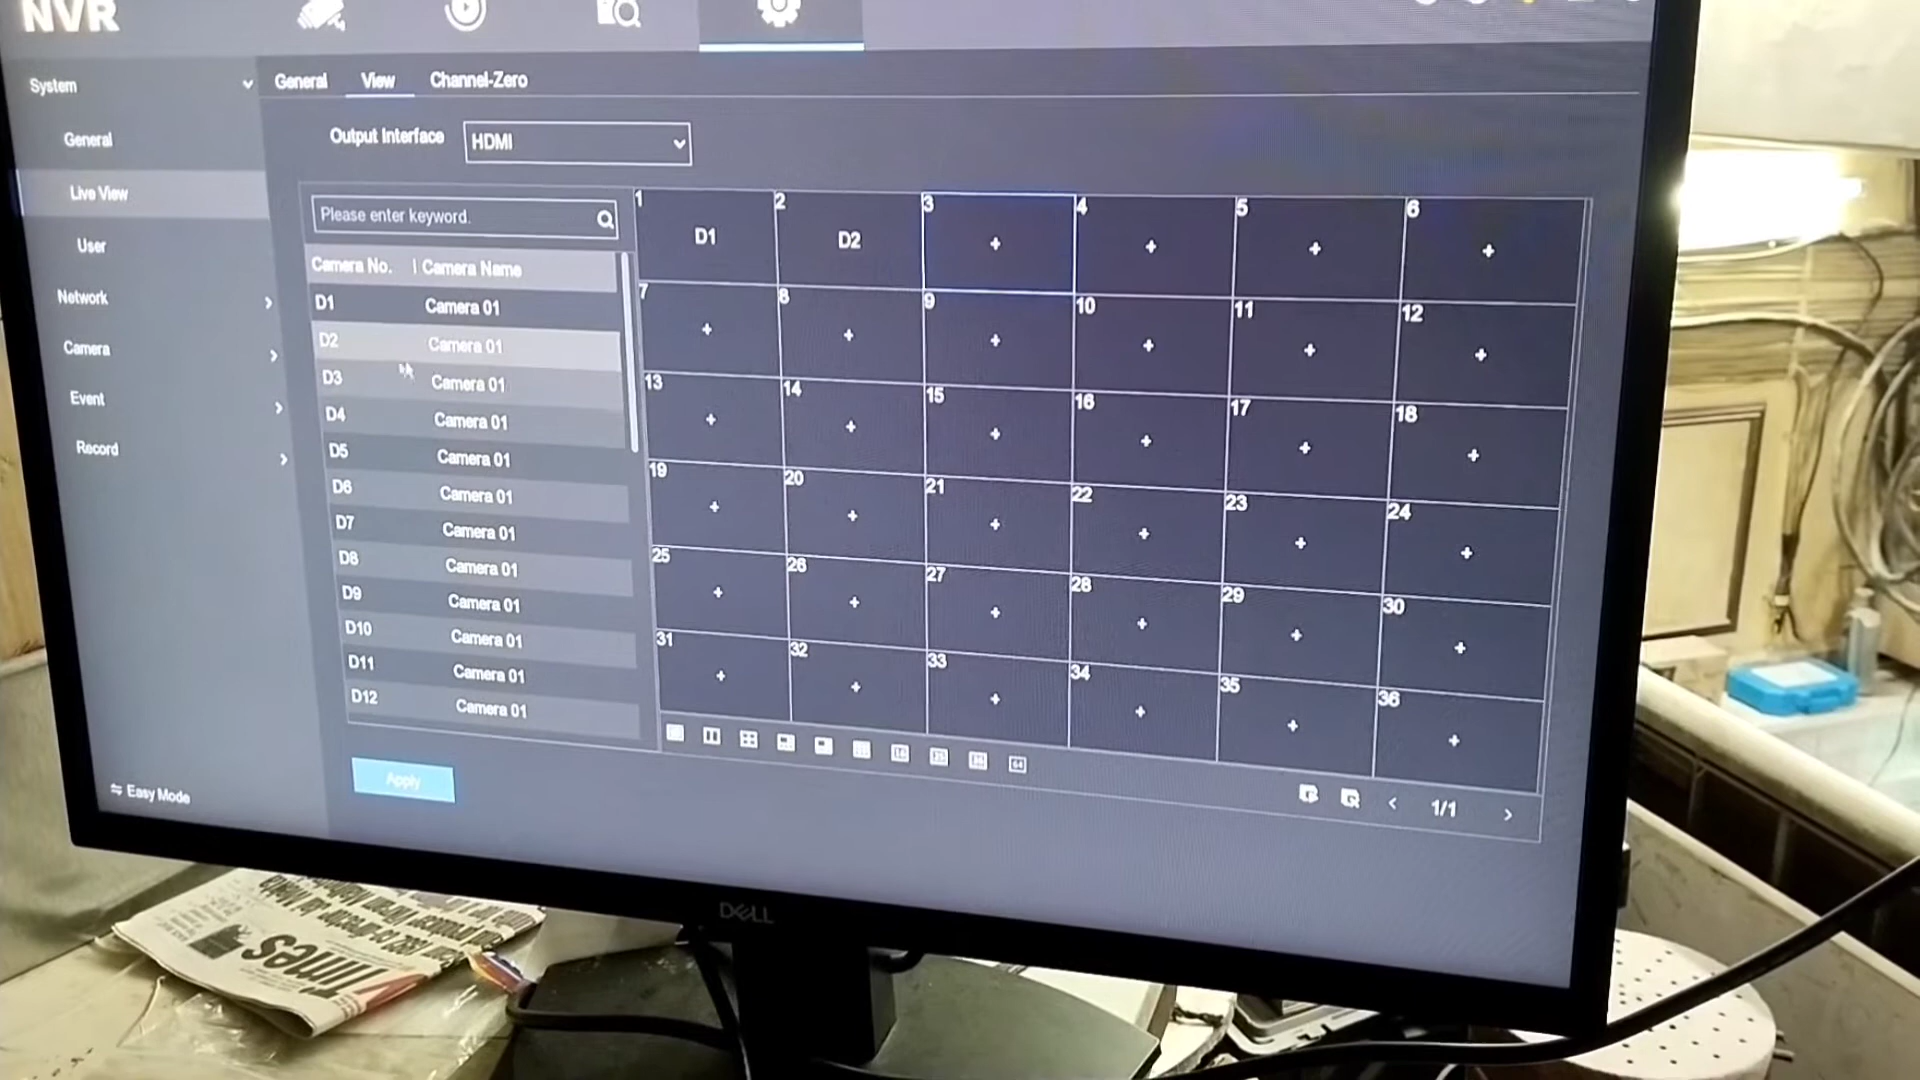 NVR
System
General
Live View
User
Network
Camera
Event
Record
Easy Mode
General View Channel-Zero
Output Interface HDMI
Please enter keyword.
Camera No. Camera Name
D1 Camera 01
D2 Camera 01
D3 Camera 01
D4 Camera 01
D5 Camera 01
D6 Camera 01
D7 Camera 01
D8 Camera 01
D9 Camera 01
D10 Camera 01
D11 Camera 01
D12 Camera 01
Apply
1 2 3 4 5 6
D1 D2 + + + +
7 8 9 10 11 12
+ + + + + +
13 14 15 16 17 18
+ + + + + +
19 20 21 22 23 24
+ + + + + +
25 26 27 28 29 30
+ + + + + +
31 32 33 34 35 36
+ + + + + +
64
< 1/1 >
DELL
Times